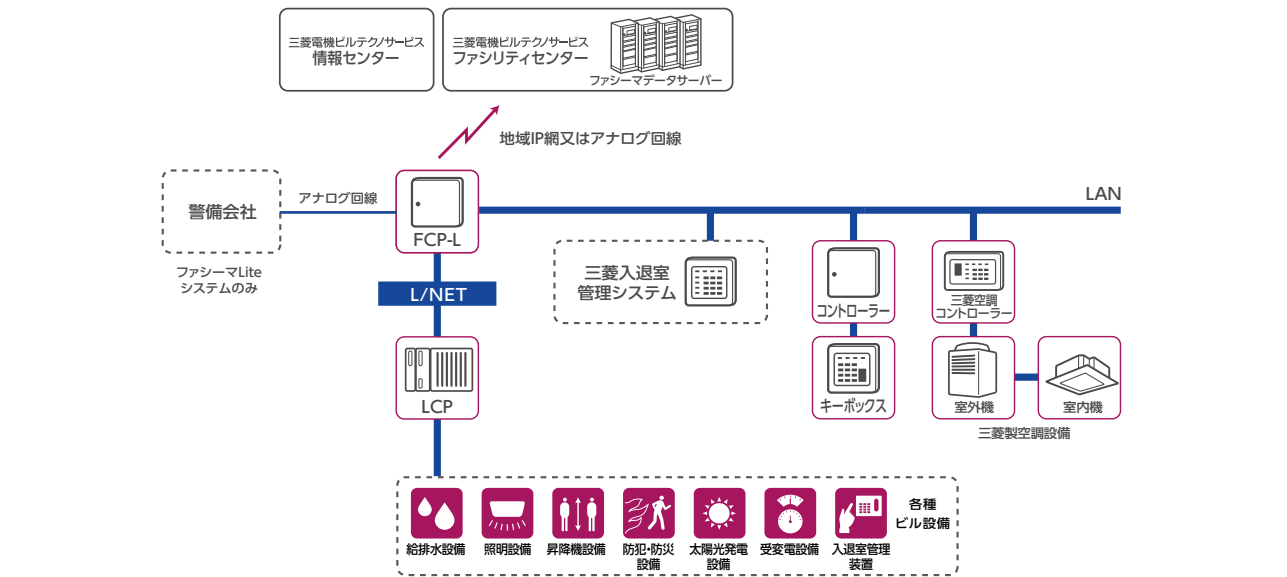 三菱電機ビルテクノサービス
情報センター
三菱電機ビルテクノサービス
ファシリティセンター
ファシーマデータサーバー
地域IP網又はアナログ回線
警備会社
アナログ回線
ファシーマLite
システムのみ
FCP-L
LAN
L/NET
LCP
三菱入退室
管理システム
コントローラー
キーボックス
三菱空調
コントローラー
室外機
室内機
三菱製空調設備
給排水設備
照明設備
昇降機設備
防犯・防災
設備
太陽光発電
設備
受変電設備
入退室管理
装置
各種
ビル設備